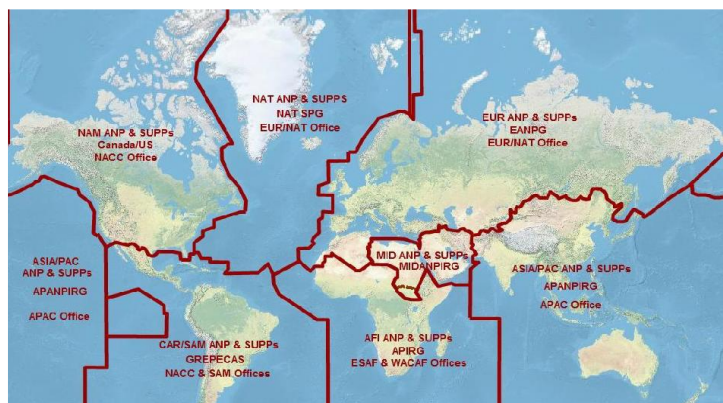 NAT ANP & SUPPS
NAT SPG
EUR/NAT Office
NAM ANP & SUPPs
Canada/US
NACC Office
EUR ANP & SUPPs
EANPG
EUR/NAT Office
ASIA/PAC
ANP & SUPPs
APANPIRG
APAC Office
MID ANP & SUPPs
MIDANPIRG
ASIA/PAC ANP & SUPPs
APANPIRG
APAC Office
CAR/SAM ANP & SUPPs
GREPECAS
NACC & SAM Offices
AFI ANP & SUPPs
APIRG
ESAF & WACAF Offices